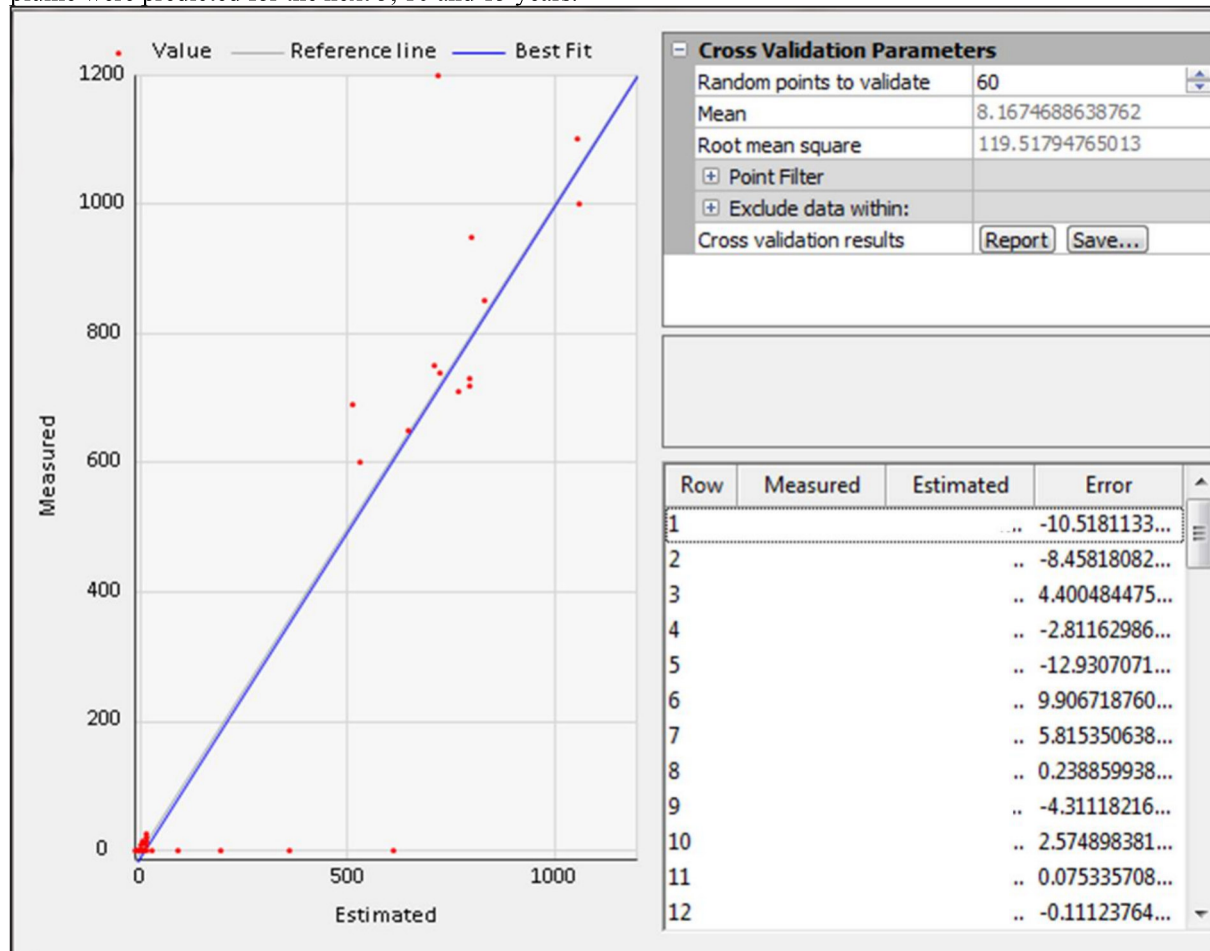 Value Reference line Best Fit
1200
1000
800
600
400
200
0
Measured
0 500 1000
Estimated
Cross Validation Parameters
Random points to validate 60
Mean 8.1674688638762
Root mean square 119.51794765013
Point Filter
Exclude data within:
Cross validation results Report Save...
Row Measured Estimated Error
1 .. -10.5181133...
2 .. -8.45818082...
3 .. 4.400484475...
4 .. -2.81162986...
5 .. -12.9307071...
6 .. 9.906718760...
7 .. 5.815350638...
8 .. 0.238859938...
9 .. -4.31118216...
10 .. 2.574898381...
11 .. 0.075335708...
12 .. -0.11123764...